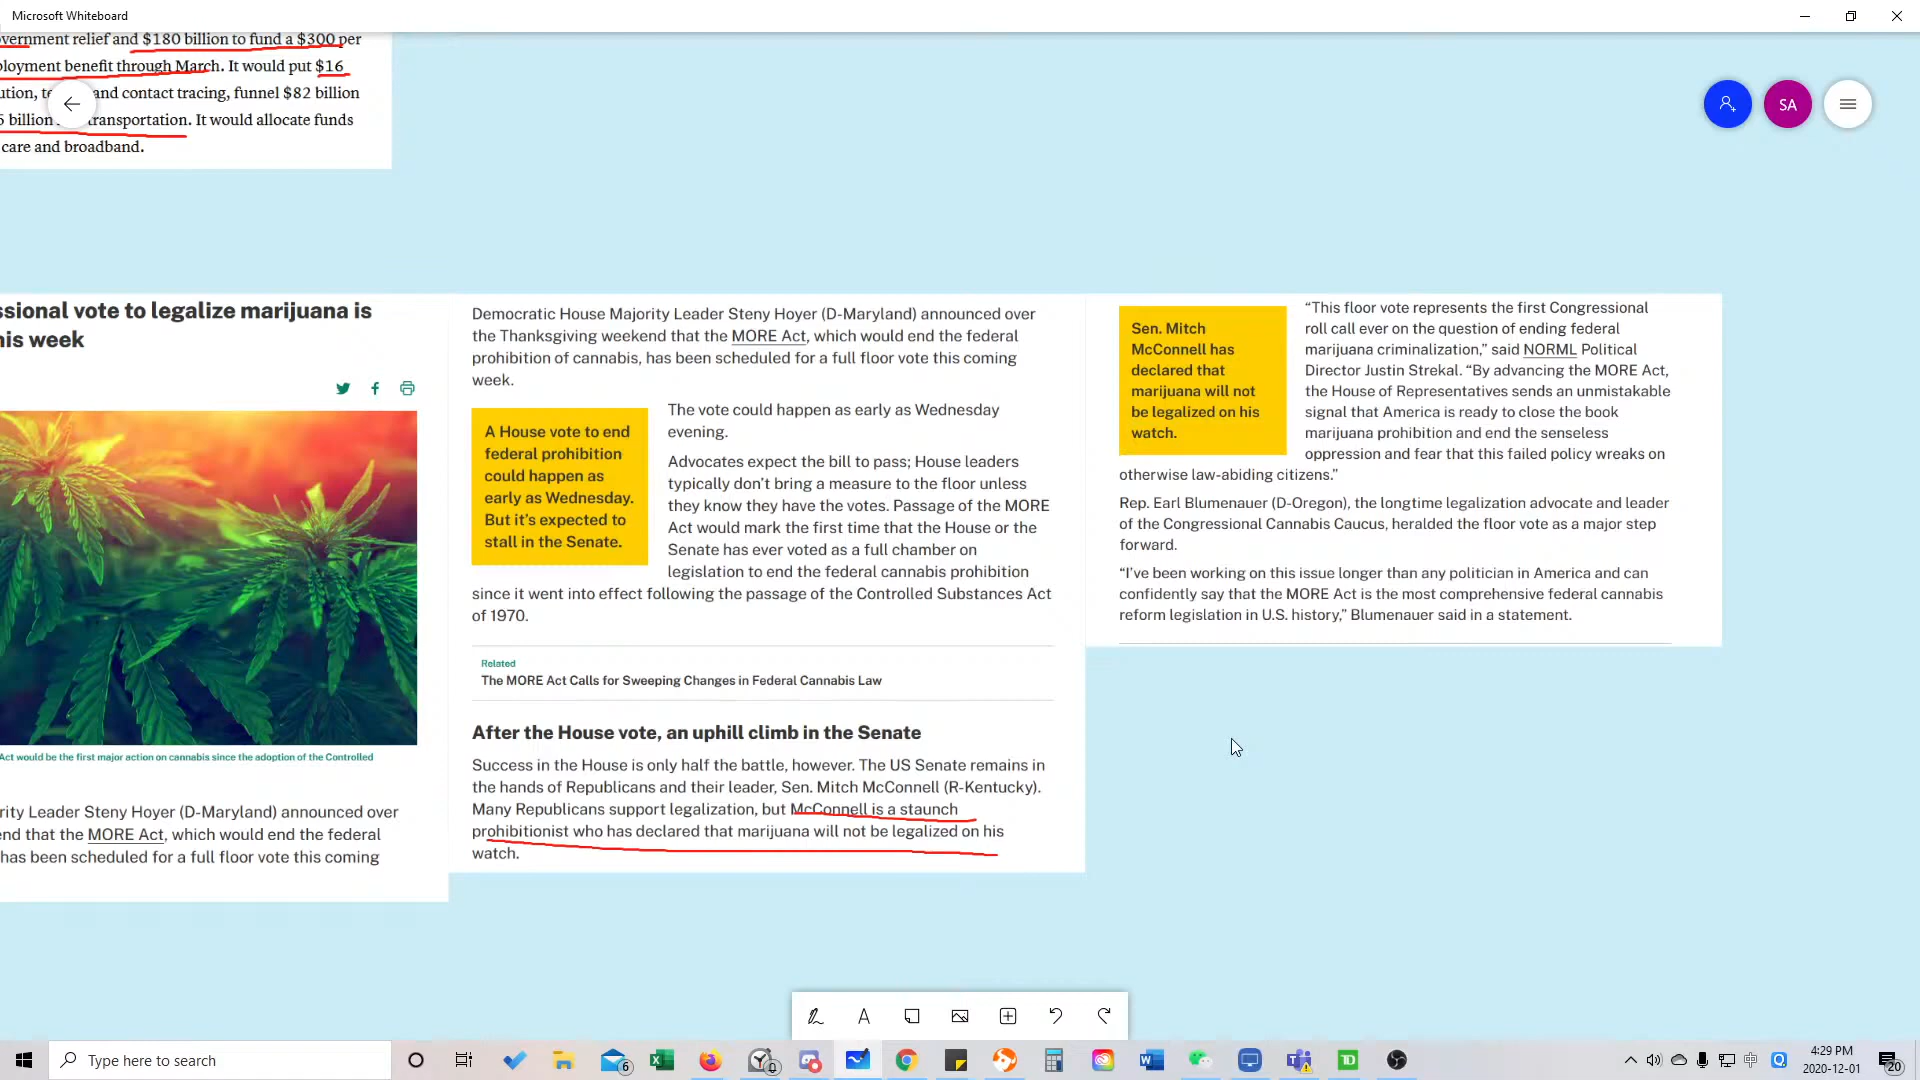 Microsoft Whiteboard
vernment relief and $180 billion to fund a $300 per
ployment benefit through March. It would put $16
ution, te and contact tracing, funnel $82 billion
billion transportation. It would allocate funds
care and broadband.
SA
ssional vote to legalize marijuana is
his week
Act would be the first major action on cannabis since the adoption of the Controlled
rity Leader Steny Hoyer (D-Maryland) announced over
end that the MORE Act, which would end the federal
has been scheduled for a full floor vote this coming
Democratic House Majority Leader Steny Hoyer (D-Maryland) announced over
the Thanksgiving weekend that the MORE Act, which would end the federal
prohibition of cannabis, has been scheduled for a full floor vote this coming
week.
A House vote to end
federal prohibition
could happen as
early as Wednesday.
But it’s expected to
stall in the Senate.
The vote could happen as early as Wednesday
evening.
Advocates expect the bill to pass; House leaders
typically don’t bring a measure to the floor unless
they know they have the votes. Passage of the MORE
Act would mark the first time that the House or the
Senate has ever voted as a full chamber on
legislation to end the federal cannabis prohibition
since it went into effect following the passage of the Controlled Substances Act
of 1970.
Related
The MORE Act Calls for Sweeping Changes in Federal Cannabis Law
After the House vote, an uphill climb in the Senate
Success in the House is only half the battle, however. The US Senate remains in
the hands of Republicans and their leader, Sen. Mitch McConnell (R-Kentucky).
Many Republicans support legalization, but McConnell is a staunch
prohibitionist who has declared that marijuana will not be legalized on his
watch.
Sen. Mitch
McConnell has
declared that
marijuana will not
be legalized on his
watch.
“This floor vote represents the first Congressional
roll call ever on the question of ending federal
marijuana criminalization,” said NORML Political
Director Justin Strekal. “By advancing the MORE Act,
the House of Representatives sends an unmistakable
signal that America is ready to close the book
marijuana prohibition and end the senseless
oppression and fear that this failed policy wreaks on
otherwise law-abiding citizens.”
Rep. Earl Blumenauer (D-Oregon), the longtime legalization advocate and leader
of the Congressional Cannabis Caucus, heralded the floor vote as a major step
forward.
“I’ve been working on this issue longer than any politician in America and can
confidently say that the MORE Act is the most comprehensive federal cannabis
reform legislation in U.S. history,” Blumenauer said in a statement.
Type here to search
6
4:29 PM
2020-12-01
20